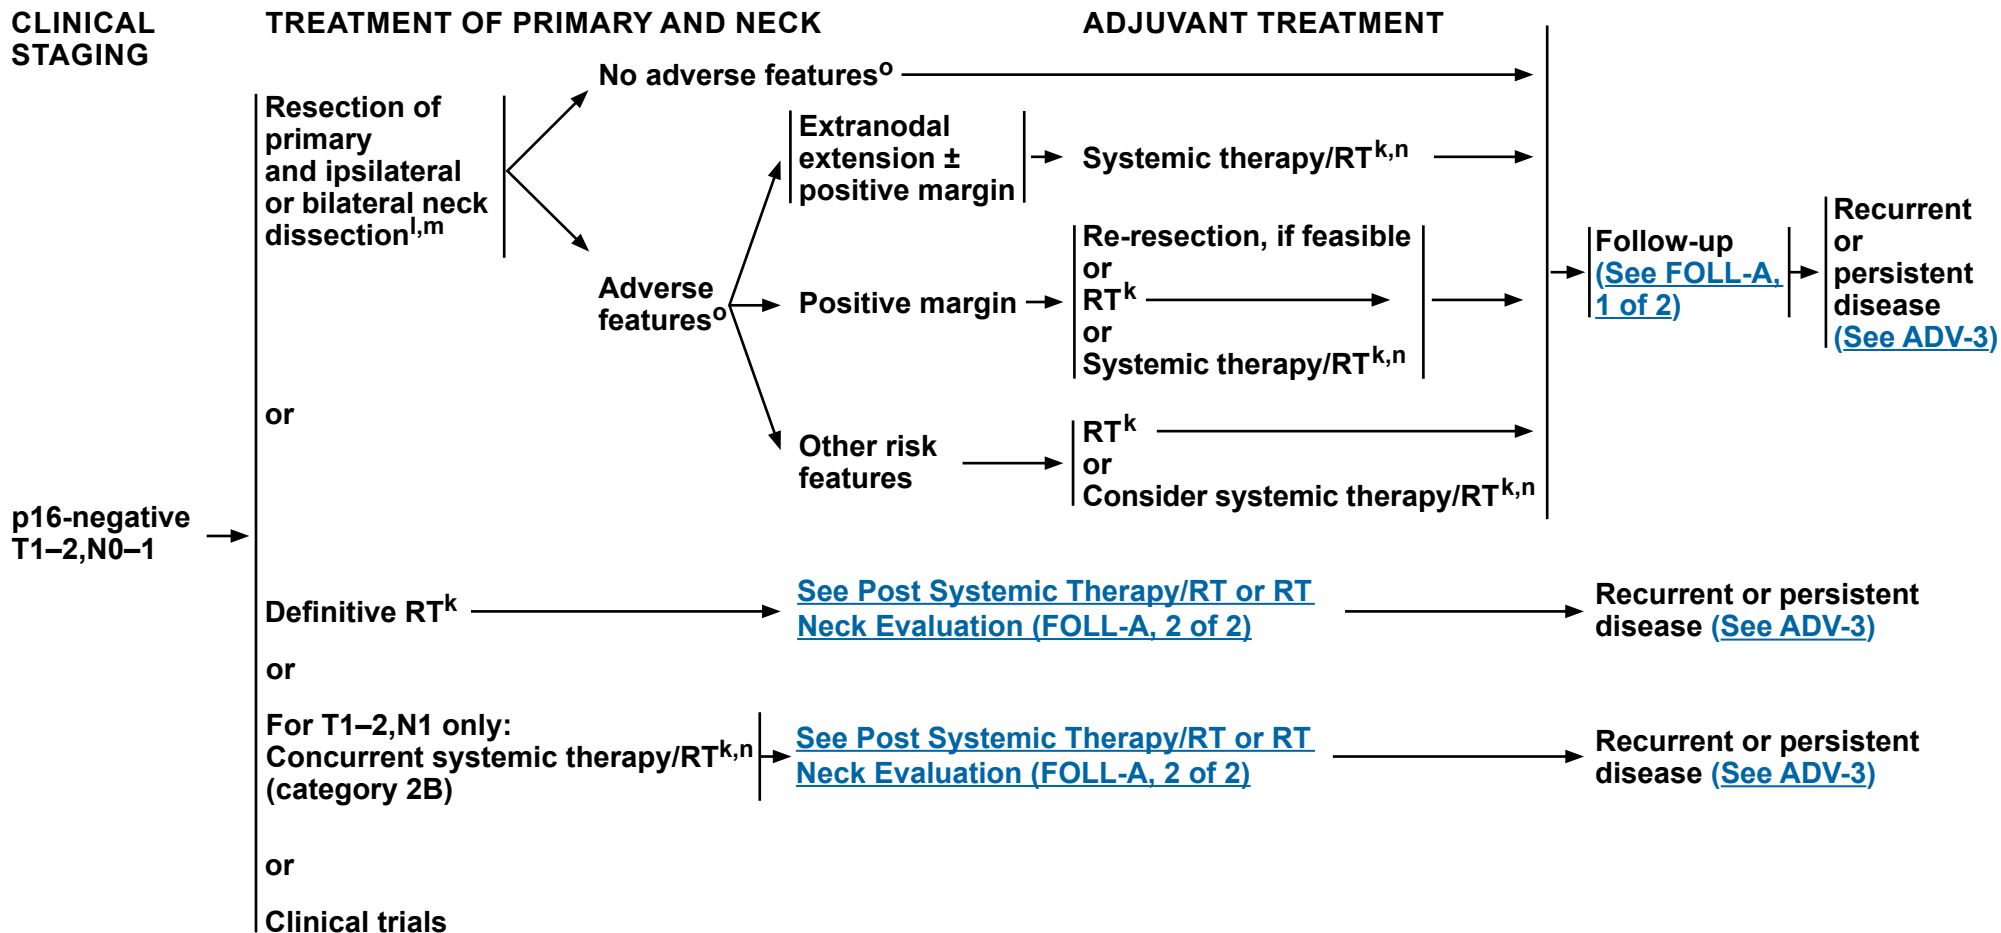 CLINICAL
STAGING
TREATMENT OF PRIMARY AND NECK
ADJUVANT TREATMENT
p16-negative
T1–2,N0–1
Resection of
primary
and ipsilateral
or bilateral neck
dissection^l,m
No adverse features^o
Adverse
features^o
Extranodal
extension ±
positive margin
Systemic therapy/RT^k,n
Positive margin
Re-resection, if feasible
or
RT^k
or
Systemic therapy/RT^k,n
Other risk
features
RT^k
or
Consider systemic therapy/RT^k,n
Follow-up
(See FOLL-A,
1 of 2)
Recurrent
or
persistent
disease
(See ADV-3)
or
Definitive RT^k
See Post Systemic Therapy/RT or RT
Neck Evaluation (FOLL-A, 2 of 2)
Recurrent or persistent
disease (See ADV-3)
or
For T1–2,N1 only:
Concurrent systemic therapy/RT^k,n
(category 2B)
See Post Systemic Therapy/RT or RT
Neck Evaluation (FOLL-A, 2 of 2)
Recurrent or persistent
disease (See ADV-3)
or
Clinical trials